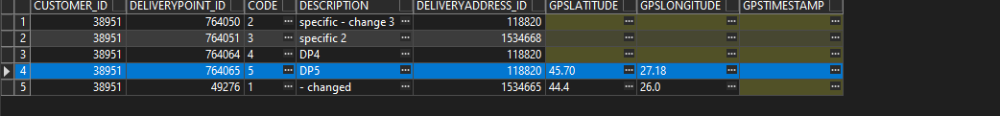 CUSTOMER_ID DELIVERYPOINT_ID CODE DESCRIPTION DELIVERYADDRESS_ID GPSLATITUDE GPSLONGITUDE GPSTIMESTAMP
1 38951 764050 2 ... specific - change 3 ... 118820 ... ... ...
2 38951 764051 3 ... specific 2 ... 1534668 ... ... ...
3 38951 764064 4 ... DP4 ... 118820 ... ... ...
4 38951 764065 5 ... DP5 ... 118820 45.70 ... 27.18 ... ...
5 38951 49276 1 ... - changed ... 1534665 44.4 ... 26.0 ... ...